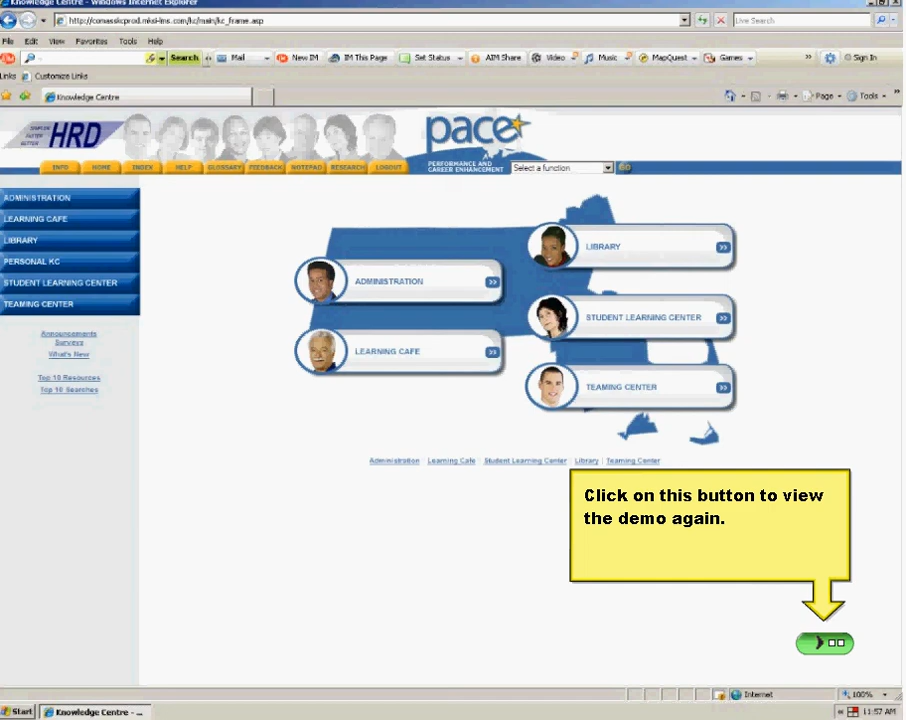 Knowledge Centre - Windows Internet Explorer
http://comasskcprod.mksi-lms.com/kc/main/kc_frame.asp
Live Search
File Edit View Favorites Tools Help
Search Mail New IM IM This Page Set Status AIM Share Video Music MapQuest Games » Sign In
Links Customize Links
Knowledge Centre
Page Tools »
HRD
pace
PERFORMANCE AND
CAREER ENHANCEMENT
INFO HOME INDEX HELP GLOSSARY FEEDBACK NOTEPAD RESEARCH LOGOUT
Select a function GO
ADMINISTRATION
LEARNING CAFE
LIBRARY
PERSONAL KC
STUDENT LEARNING CENTER
TEAMING CENTER
Announcements
Surveys
What's New
Top 10 Resources
Top 10 Searches
LIBRARY
ADMINISTRATION
STUDENT LEARNING CENTER
LEARNING CAFE
TEAMING CENTER
Administration | Learning Cafe | Student Learning Center | Library | Teaming Center
Click on this button to view
the demo again.
Internet 100%
Start Knowledge Centre - ... « 11:57 AM